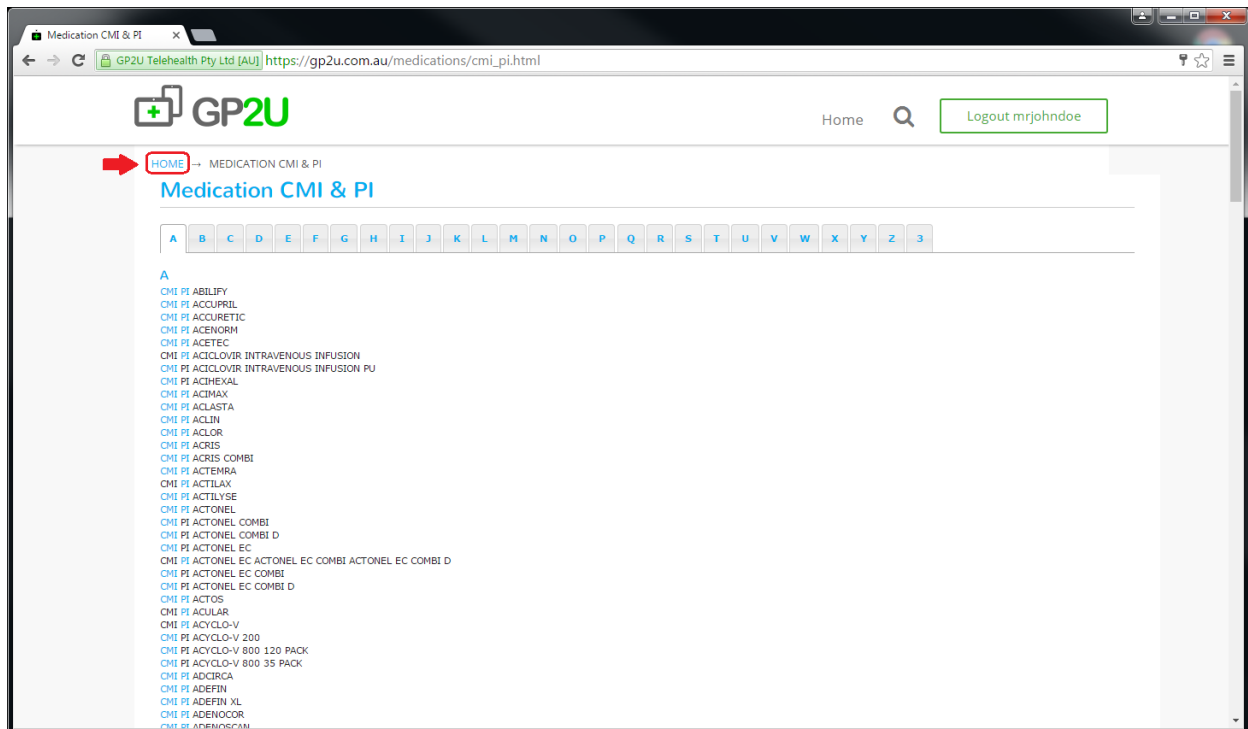 Medication CMI & PI
GP2U Telehealth Pty Ltd [AU] https://gp2u.com.au/medications/cmi_pi.html
GP2U
Home
Logout mrjohndoe
HOME → MEDICATION CMI & PI
Medication CMI & PI
A B C D E F G H I J K L M N O P Q R S T U V W X Y Z 3
A
CMI PI ABILIFY
CMI PI ACCUPRIL
CMI PI ACCURETIC
CMI PI ACENORM
CMI PI ACETEC
CMI PI ACICLOVIR INTRAVENOUS INFUSION
CMI PI ACICLOVIR INTRAVENOUS INFUSION PU
CMI PI ACIHEXAL
CMI PI ACIMAX
CMI PI ACLASTA
CMI PI ACLIN
CMI PI ACLOR
CMI PI ACRIS
CMI PI ACRIS COMBI
CMI PI ACTEMRA
CMI PI ACTILAX
CMI PI ACTILYSE
CMI PI ACTONEL
CMI PI ACTONEL COMBI
CMI PI ACTONEL COMBI D
CMI PI ACTONEL EC
CMI PI ACTONEL EC ACTONEL EC COMBI ACTONEL EC COMBI D
CMI PI ACTONEL EC COMBI
CMI PI ACTONEL EC COMBI D
CMI PI ACTOS
CMI PI ACULAR
CMI PI ACYCLO-V
CMI PI ACYCLO-V 200
CMI PI ACYCLO-V 800 120 PACK
CMI PI ACYCLO-V 800 35 PACK
CMI PI ADCIRCA
CMI PI ADEFIN
CMI PI ADEFIN XL
CMI PI ADENOCOR
CMI PI ADENOSCAN